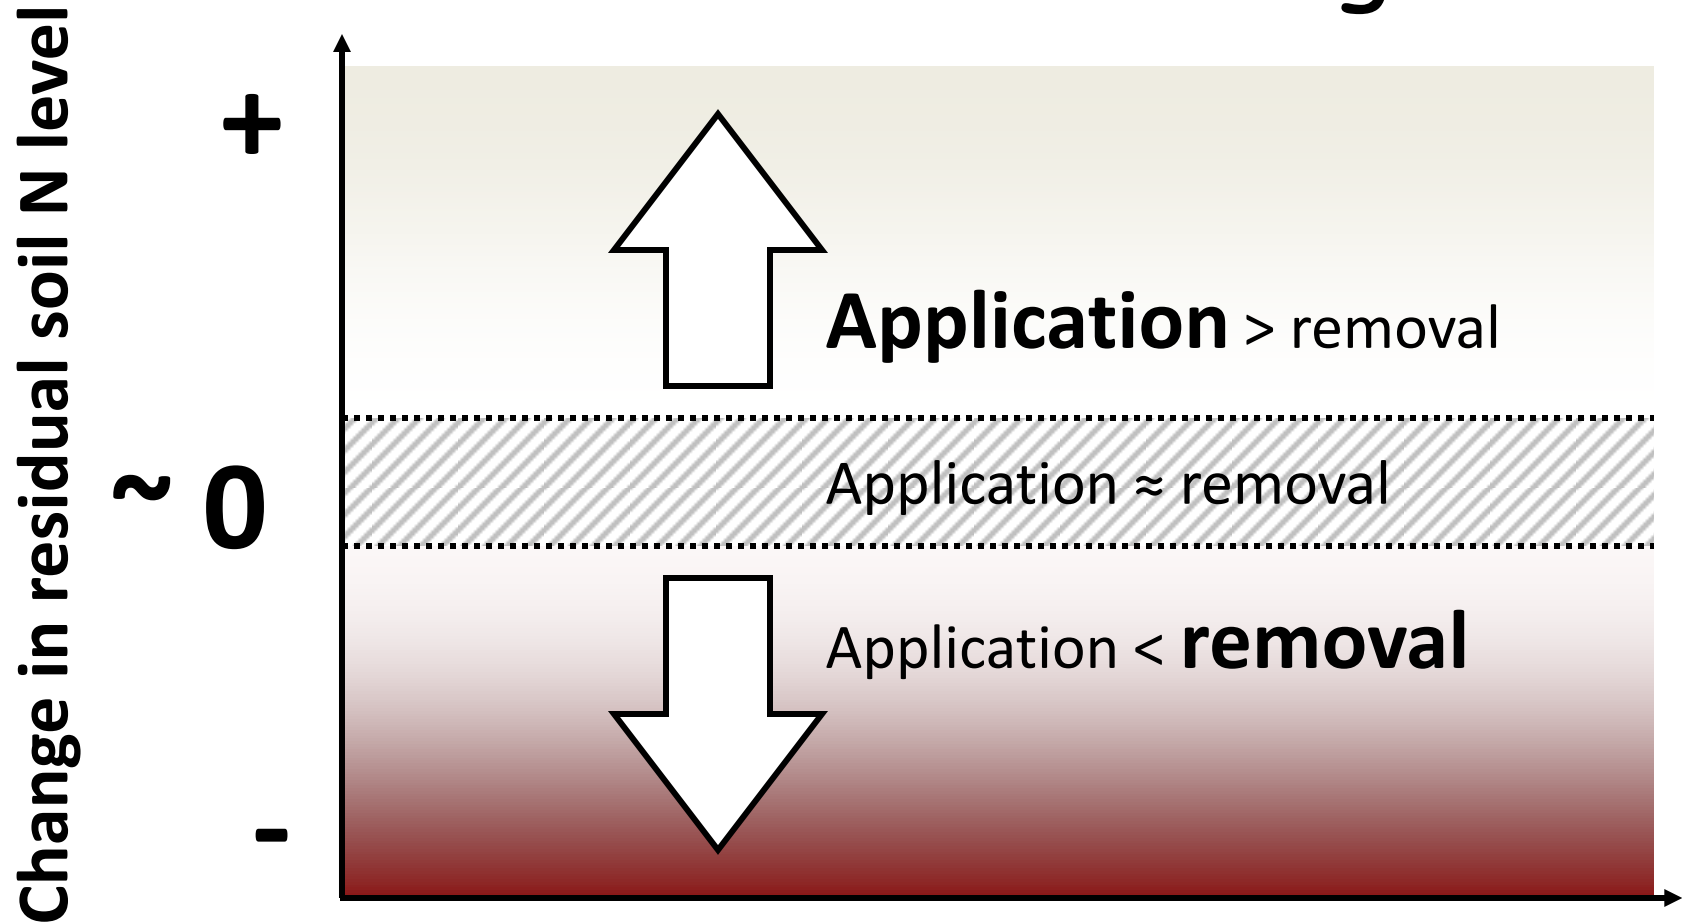 Change in residual soil N level
+
~ 0
-
Application > removal
Application ≈ removal
Application < removal